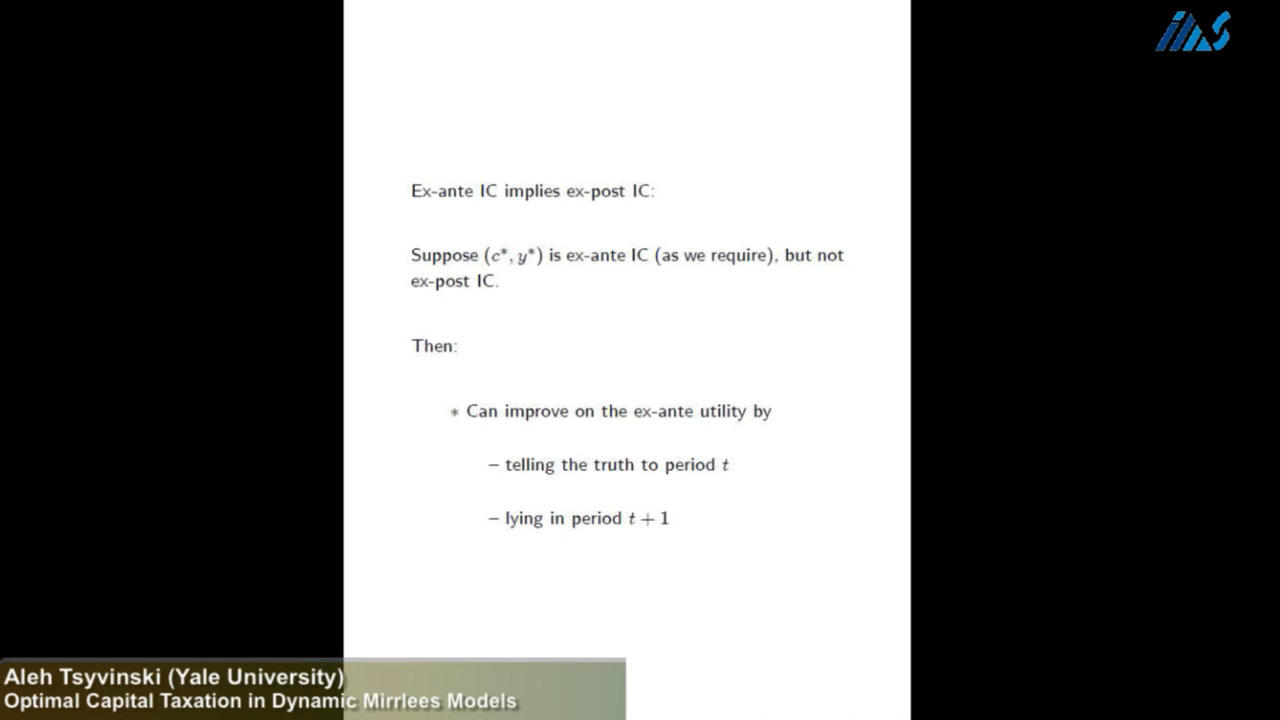 IMS
Ex-ante IC implies ex-post IC:
Suppose (c*, y*) is ex-ante IC (as we require), but not
ex-post IC.
Then:
* Can improve on the ex-ante utility by
– telling the truth to period t
– lying in period t + 1
Aleh Tsyvinski (Yale University)
Optimal Capital Taxation in Dynamic Mirrlees Models